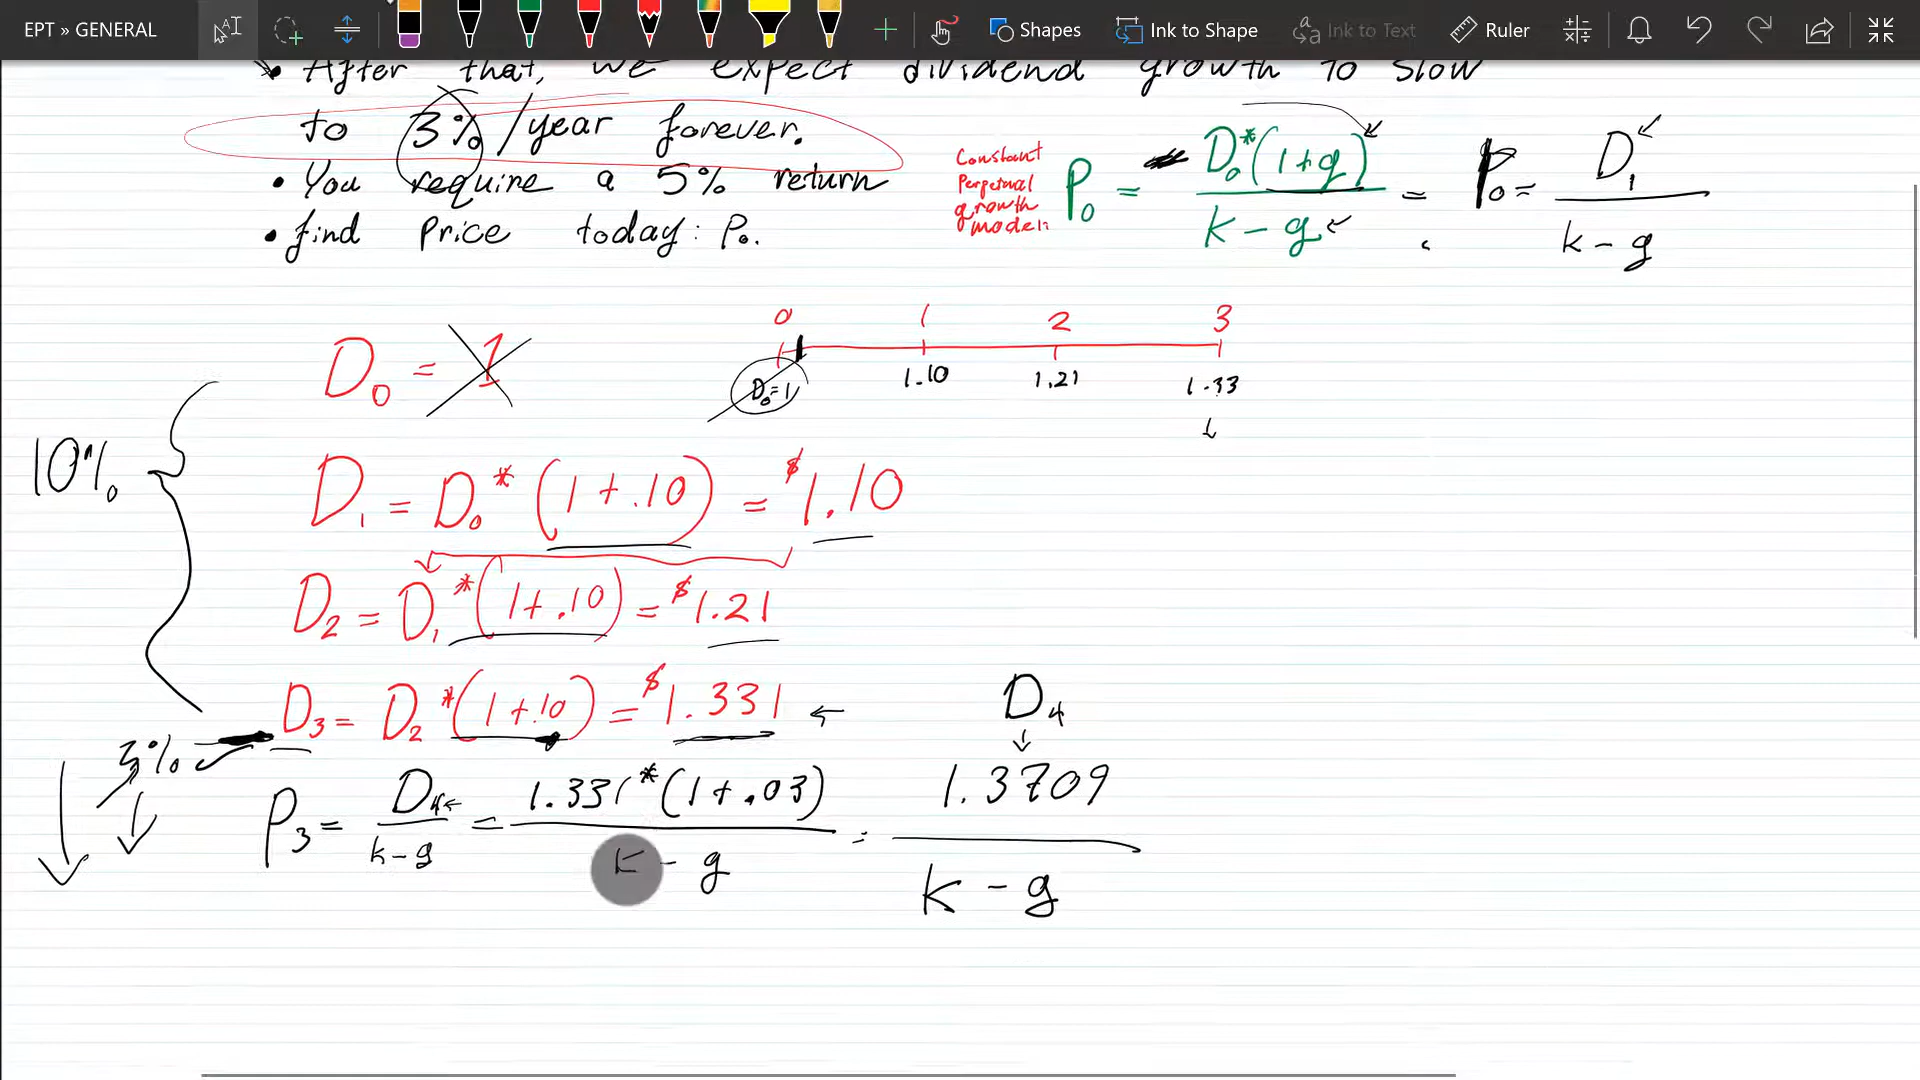 EPT » GENERAL
Shapes
Ink to Shape
Ink to Text
Ruler
• After that, we expect dividend growth to slow
to 3% /year forever.
• You require a 5% return
• find Price today: P0.
Constant
Perpetual
growth
model:
P0 = D0*(1+g) / k-g = P0 = D1 / k-g
0 1 2 3
D0=1 1.10 1.21 1.33
D0 = 1
10%
D1 = D0* (1+.10) = $1.10
D2 = D1*(1+.10) = $1.21
D3 = D2*(1+.10) = $1.331 ←
3%
D4
↓
P3 = D4 / k-g = 1.331*(1+.03) / k-g = 1.3709 / k-g